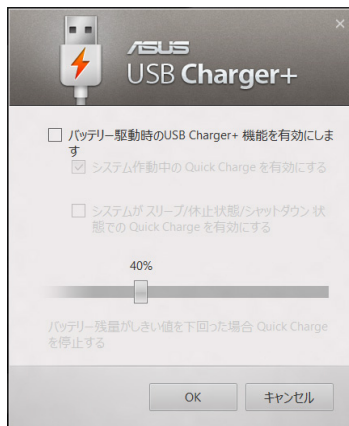 ASUS
USB Charger+
バッテリー駆動時のUSB Charger+ 機能を有効にしま
す
システム作動中の Quick Charge を有効にする
システムが スリープ/休止状態/シャットダウン 状
態での Quick Charge を有効にする
40%
バッテリー残量がしきい値を下回った場合 Quick Charge
を停止する
OK キャンセル